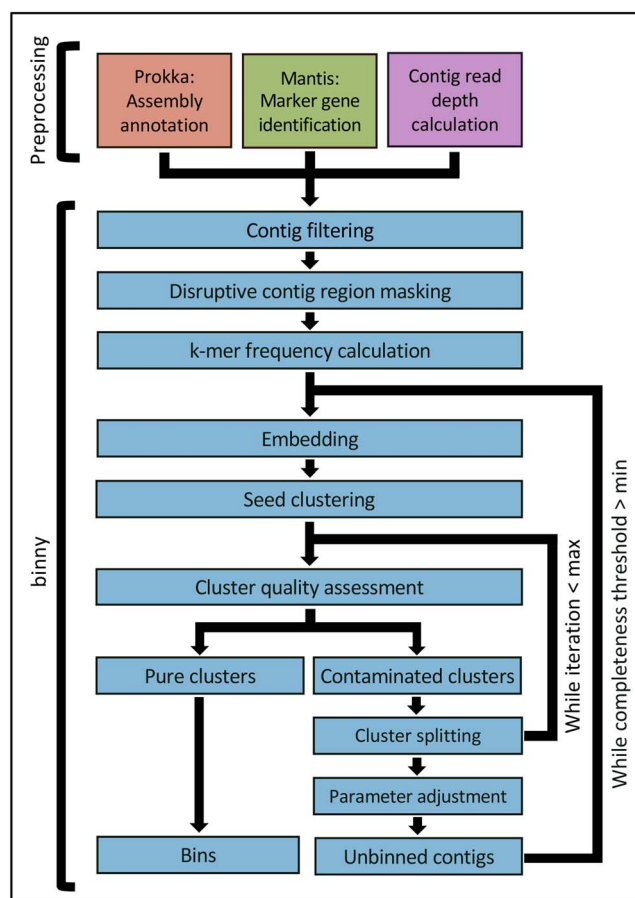 Preprocessing
Prokka:
Assembly
annotation
Mantis:
Marker gene
identification
Contig read
depth
calculation
binny
Contig filtering
Disruptive contig region masking
k-mer frequency calculation
Embedding
Seed clustering
Cluster quality assessment
Pure clusters
Contaminated clusters
Cluster splitting
Parameter adjustment
Bins
Unbinned contigs
While iteration < max
While completeness threshold > min